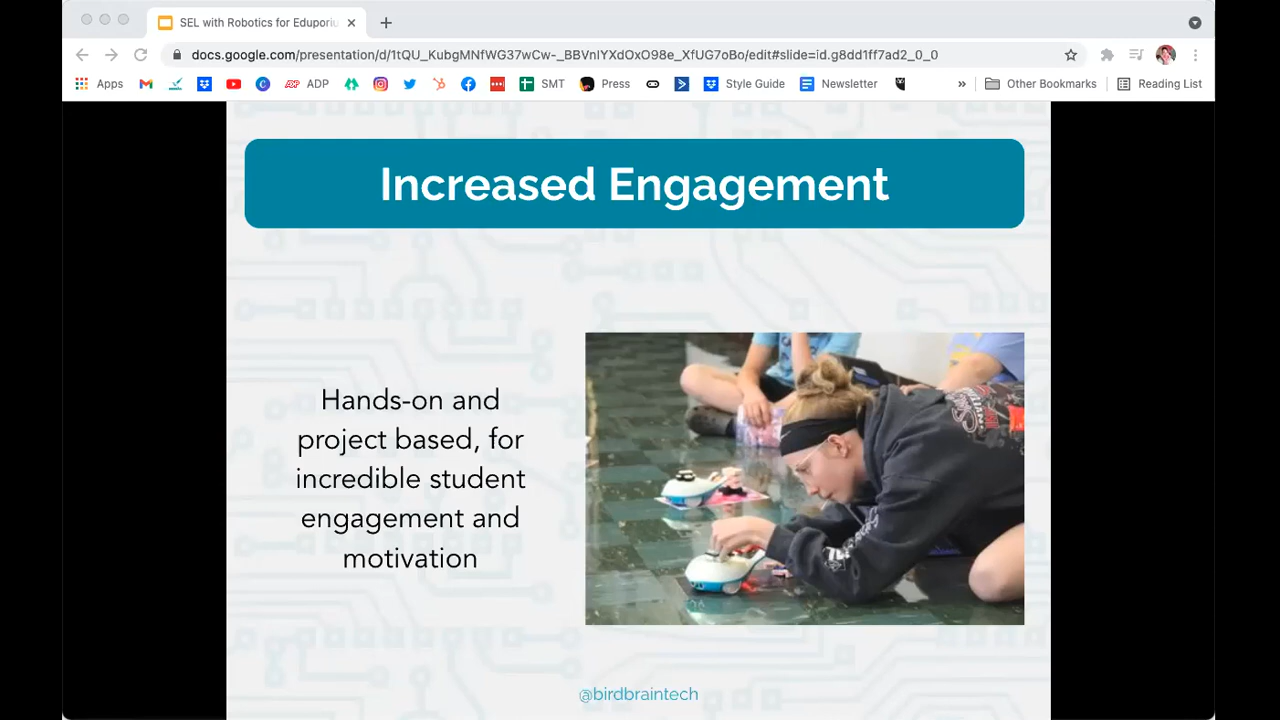 SEL with Robotics for Eduporiu
docs.google.com/presentation/d/1tQU_KubgMNfWG37wCw-_BBVnIYXdOxO98e_XfUG7oBo/edit#slide=id.g8dd1ff7ad2_0_0
Apps ADP SMT Press Style Guide Newsletter » Other Bookmarks Reading List
Increased Engagement
Hands-on and
project based, for
incredible student
engagement and
motivation
@birdbraintech